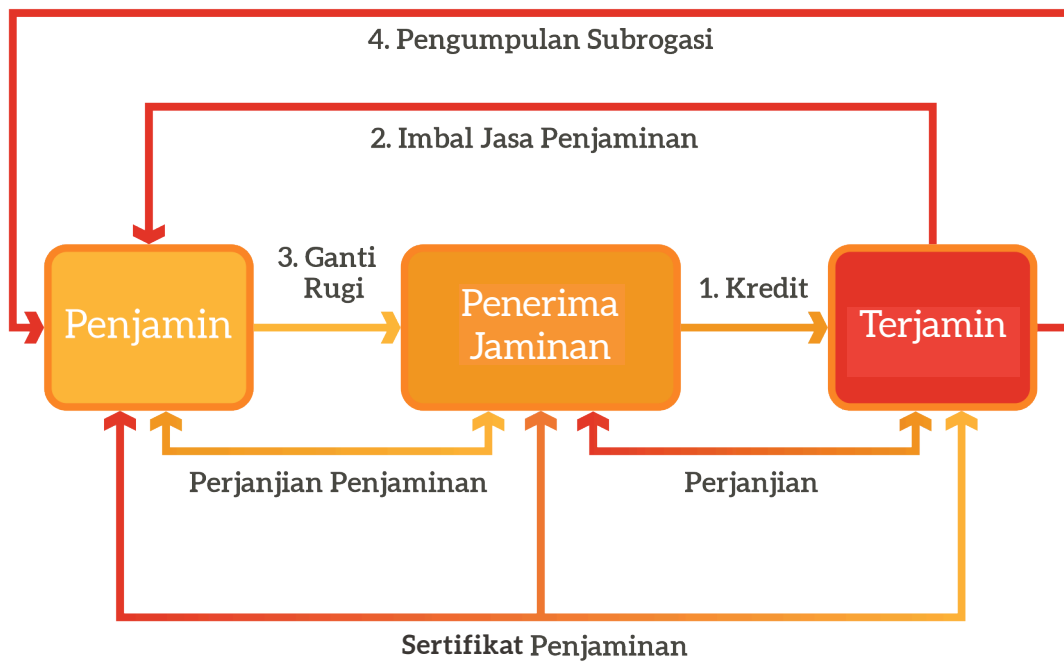 4. Pengumpulan Subrogasi
2. Imbal Jasa Penjaminan
3. Ganti
Rugi
1. Kredit
Penjamin
Penerima
Jaminan
Terjamin
Perjanjian Penjaminan
Perjanjian
Sertifikat Penjaminan